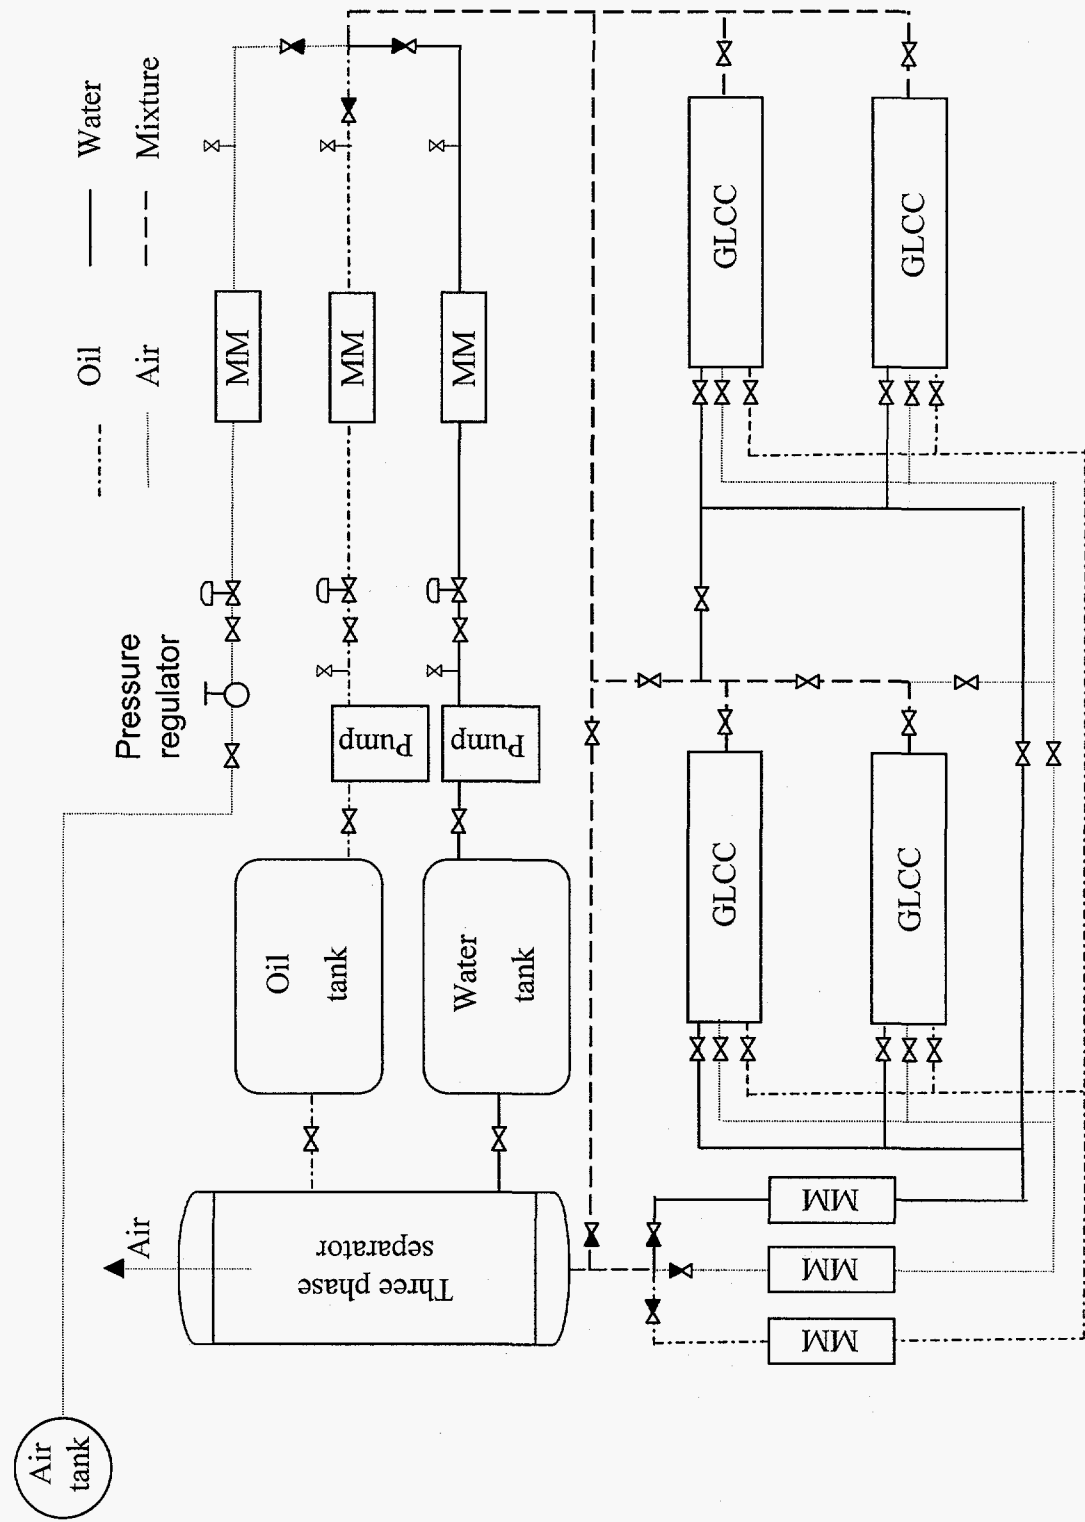 Oil
Water
Air
Mixture
Air
tank
Pressure
regulator
MM
MM
MM
Pump
Pump
Oil
tank
Water
tank
Air
Three phase
separator
GLCC
GLCC
GLCC
GLCC
MM
MM
MM